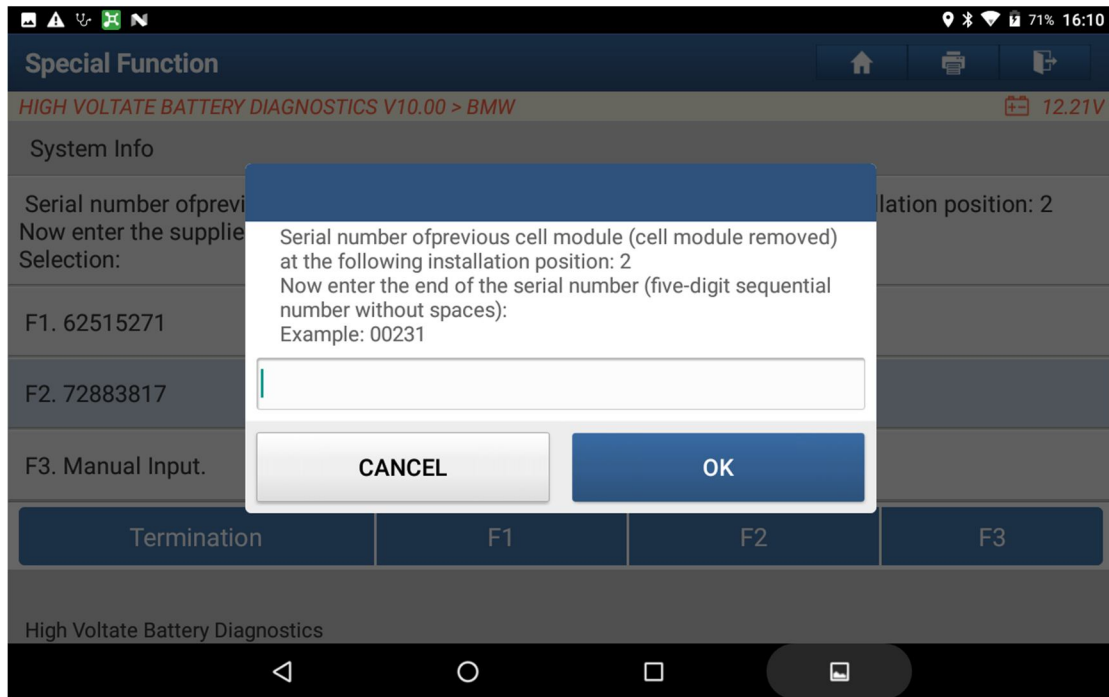 71% 16:10
Special Function
HIGH VOLTATE BATTERY DIAGNOSTICS V10.00 > BMW 12.21V
System Info
Serial number ofprevi lation position: 2
Now enter the supplie
Selection:
Serial number ofprevious cell module (cell module removed)
at the following installation position: 2
Now enter the end of the serial number (five-digit sequential
number without spaces):
Example: 00231
F1. 62515271
F2. 72883817
F3. Manual Input.
CANCEL OK
Termination F1 F2 F3
High Voltate Battery Diagnostics